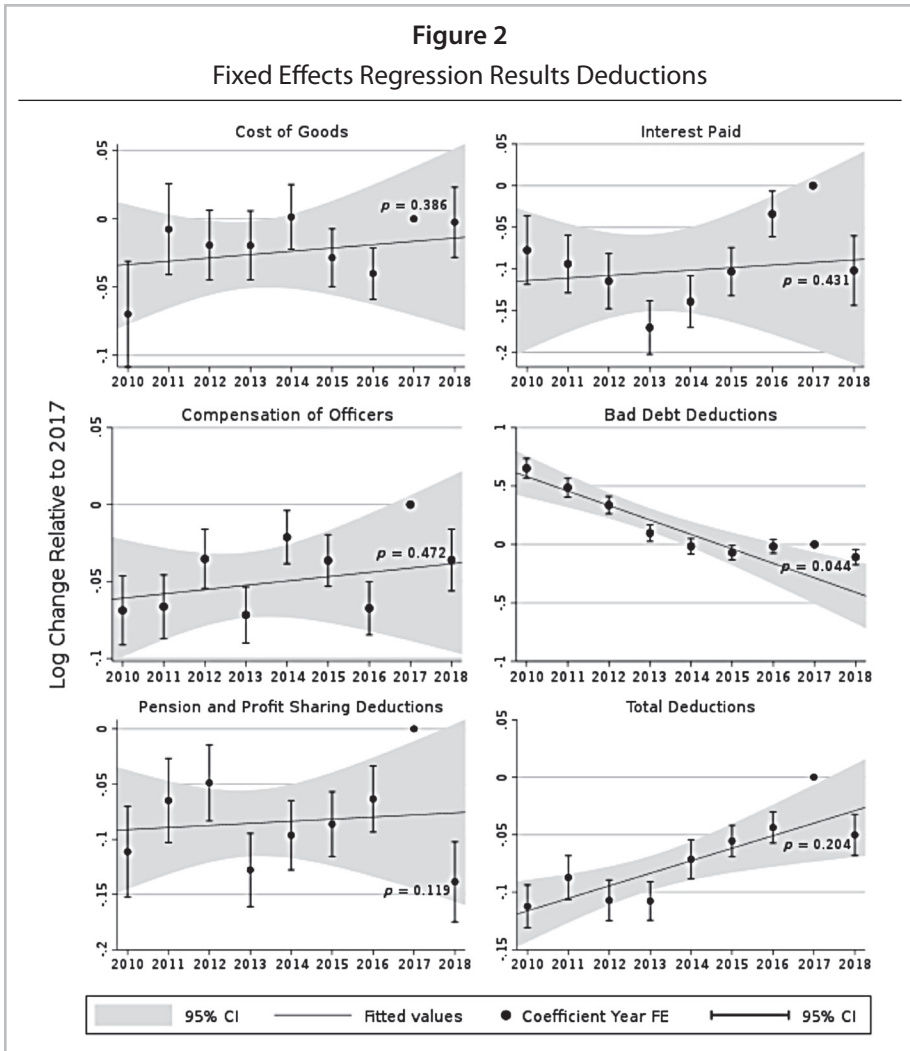 Figure 2
Fixed Effects Regression Results Deductions
Log Change Relative to 2017
Cost of Goods
.05
0
-.05
-.1
p = 0.386
2010 2011 2012 2013 2014 2015 2016 2017 2018
Interest Paid
.05
0
-.05
-.1
-.15
-.2
p = 0.431
2010 2011 2012 2013 2014 2015 2016 2017 2018
Compensation of Officers
.05
0
-.05
-.1
p = 0.472
2010 2011 2012 2013 2014 2015 2016 2017 2018
Bad Debt Deductions
1
.5
0
-.5
-1
p = 0.044
2010 2011 2012 2013 2014 2015 2016 2017 2018
Pension and Profit Sharing Deductions
0
-.05
-.1
-.15
-.2
p = 0.119
2010 2011 2012 2013 2014 2015 2016 2017 2018
Total Deductions
.05
0
-.05
-.1
-.15
p = 0.204
2010 2011 2012 2013 2014 2015 2016 2017 2018
95% CI Fitted values Coefficient Year FE 95% CI